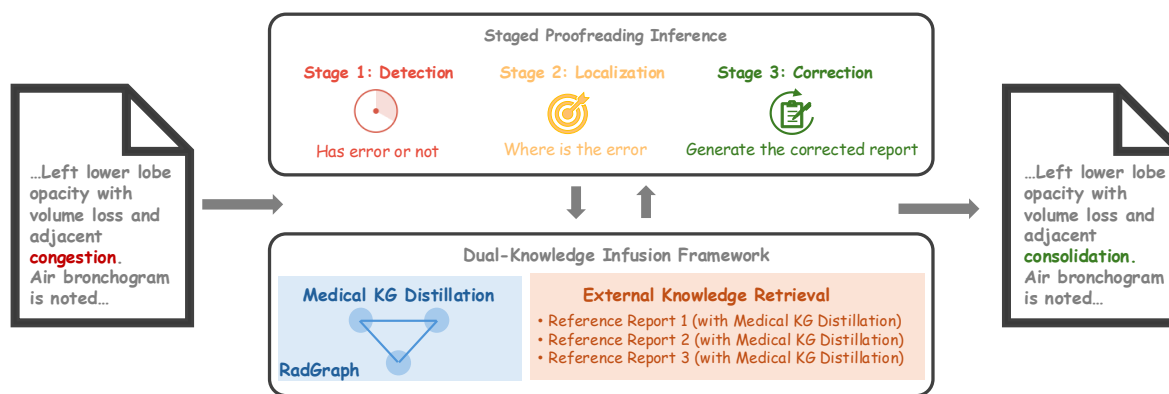 Staged Proofreading Inference
Stage 1: Detection
Has error or not
Stage 2: Localization
Where is the error
Stage 3: Correction
Generate the corrected report
...Left lower lobe
opacity with
volume loss and
adjacent
congestion.
Air bronchogram
is noted...
Dual-Knowledge Infusion Framework
Medical KG Distillation
RadGraph
External Knowledge Retrieval
• Reference Report 1 (with Medical KG Distillation)
• Reference Report 2 (with Medical KG Distillation)
• Reference Report 3 (with Medical KG Distillation)
...Left lower lobe
opacity with
volume loss and
adjacent
consolidation.
Air bronchogram
is noted...